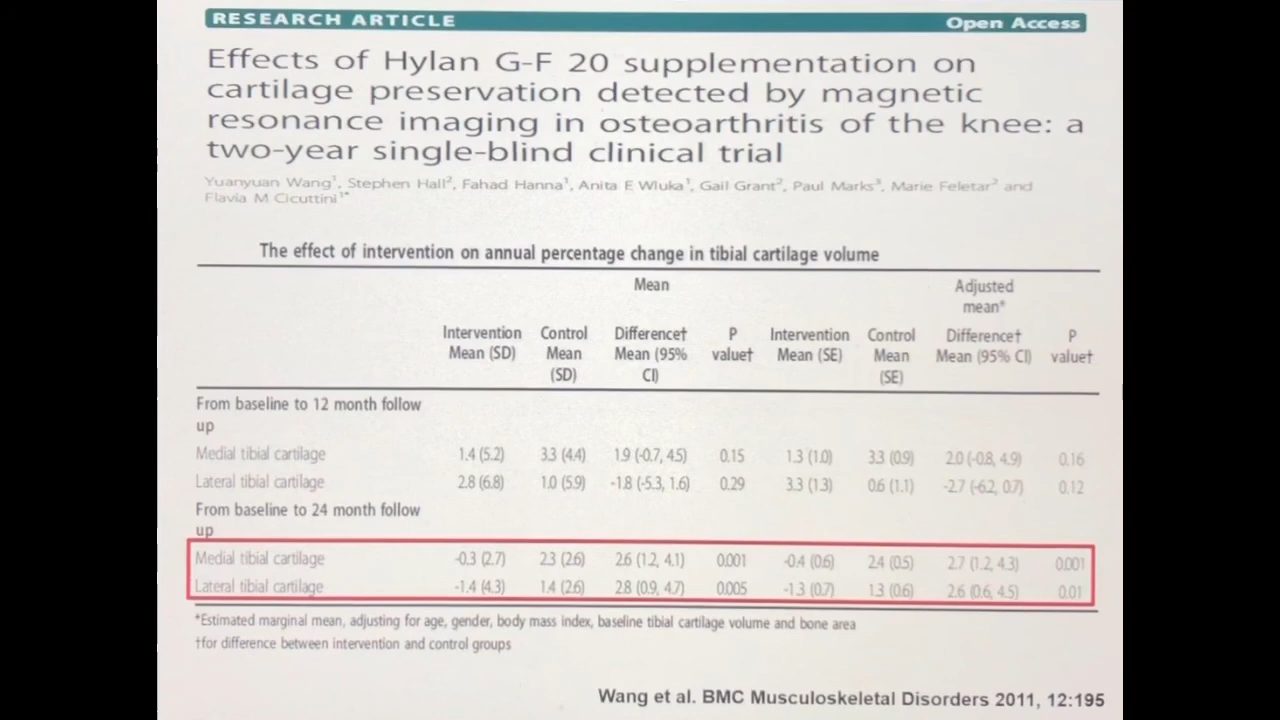 RESEARCH ARTICLE Open Access
Effects of Hylan G-F 20 supplementation on
cartilage preservation detected by magnetic
resonance imaging in osteoarthritis of the knee: a
two-year single-blind clinical trial
Yuanyuan Wang¹, Stephen Hall², Fahad Hanna¹, Anita E Wluka¹, Gail Grant², Paul Marks³, Marie Feletar² and
Flavia M Cicuttini¹*
The effect of intervention on annual percentage change in tibial cartilage volume
Mean Adjusted
mean*
Intervention Control Difference† P Intervention Control Difference† P
Mean (SD) Mean Mean (95% value† Mean (SE) Mean Mean (95% CI) value†
(SD) CI) (SE)
From baseline to 12 month follow
up
Medial tibial cartilage 1.4 (5.2) 3.3 (4.4) 1.9 (-0.7, 4.5) 0.15 1.3 (1.0) 3.3 (0.9) 2.0 (-0.8, 4.9) 0.16
Lateral tibial cartilage 2.8 (6.8) 1.0 (5.9) -1.8 (-5.3, 1.6) 0.29 3.3 (1.3) 0.6 (1.1) -2.7 (-6.2, 0.7) 0.12
From baseline to 24 month follow
up
Medial tibial cartilage -0.3 (2.7) 2.3 (2.6) 2.6 (1.2, 4.1) 0.001 -0.4 (0.6) 2.4 (0.5) 2.7 (1.2, 4.3) 0.001
Lateral tibial cartilage -1.4 (4.3) 1.4 (2.6) 2.8 (0.9, 4.7) 0.005 -1.3 (0.7) 1.3 (0.6) 2.6 (0.6, 4.5) 0.01
*Estimated marginal mean, adjusting for age, gender, body mass index, baseline tibial cartilage volume and bone area
†for difference between intervention and control groups
Wang et al. BMC Musculoskeletal Disorders 2011, 12:195